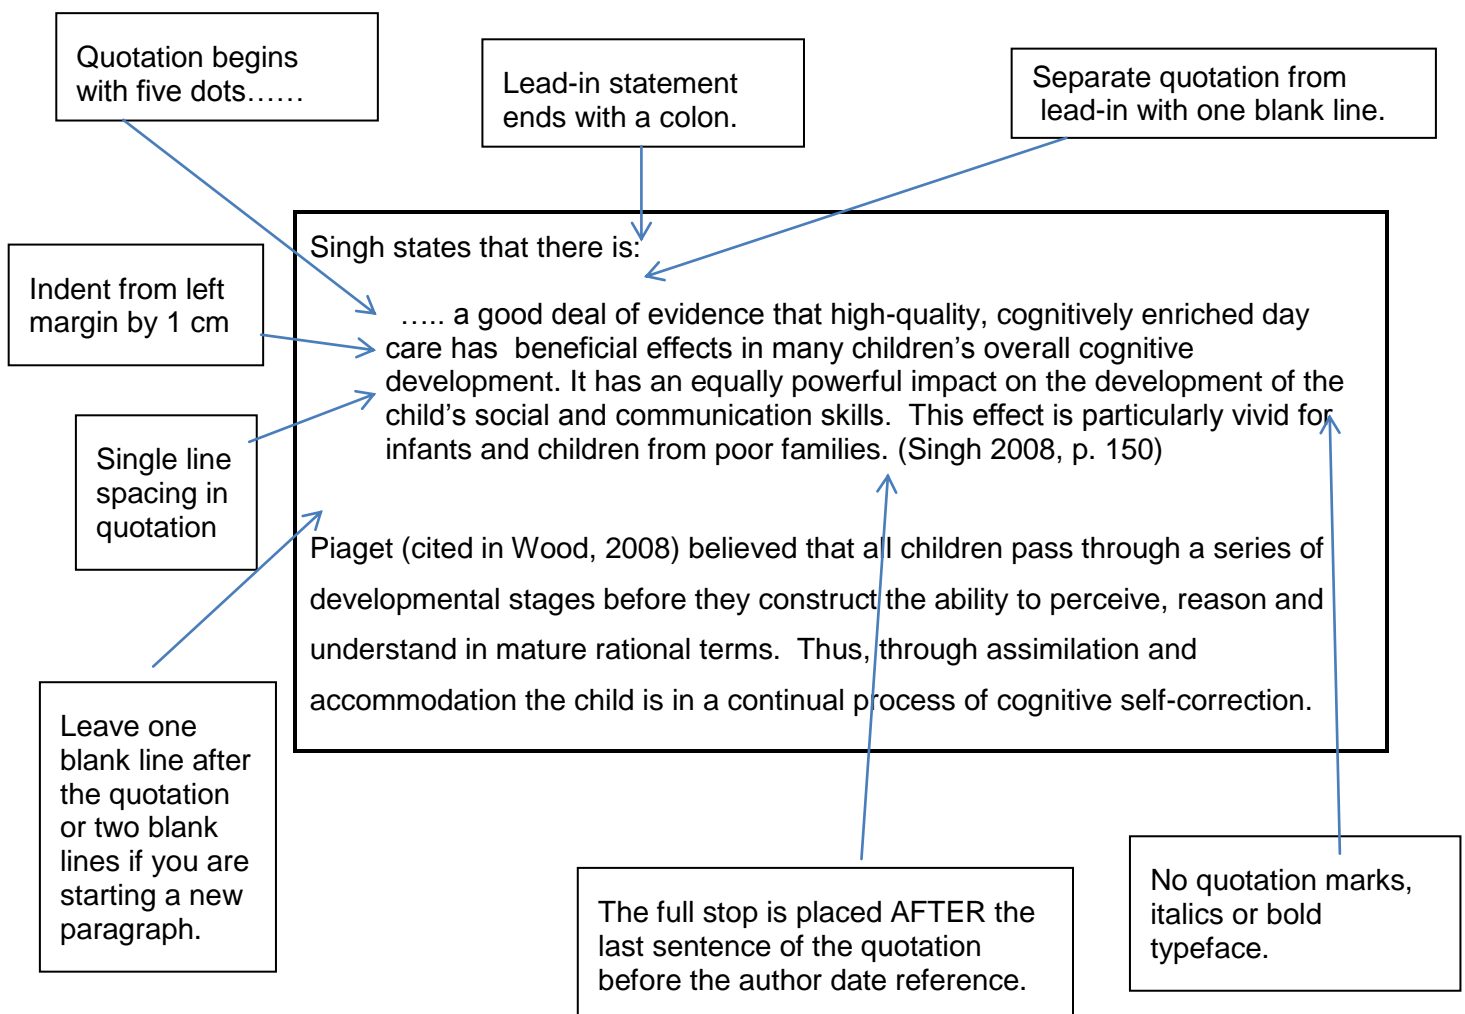 Quotation begins
with five dots……
Lead-in statement
ends with a colon.
Separate quotation from
lead-in with one blank line.
Singh states that there is:
Indent from left
margin by 1 cm
….. a good deal of evidence that high-quality, cognitively enriched day
care has  beneficial effects in many children’s overall cognitive
development. It has an equally powerful impact on the development of the
child’s social and communication skills.  This effect is particularly vivid for
infants and children from poor families. (Singh 2008, p. 150)
Single line
spacing in
quotation
Piaget (cited in Wood, 2008) believed that all children pass through a series of
developmental stages before they construct the ability to perceive, reason and
understand in mature rational terms.  Thus, through assimilation and
accommodation the child is in a continual process of cognitive self-correction.
Leave one
blank line after
the quotation
or two blank
lines if you are
starting a new
paragraph.
The full stop is placed AFTER the
last sentence of the quotation
before the author date reference.
No quotation marks,
italics or bold
typeface.